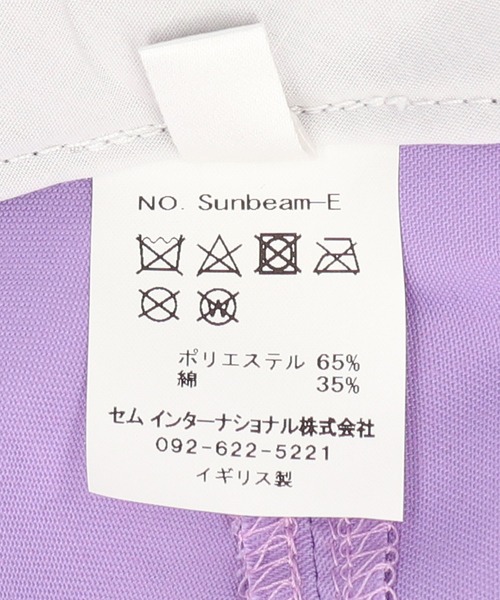 NO. Sunbeam-E
W
ポリエステル 65%
綿 35%
セム インターナショナル株式会社
092-622-5221
イギリス製